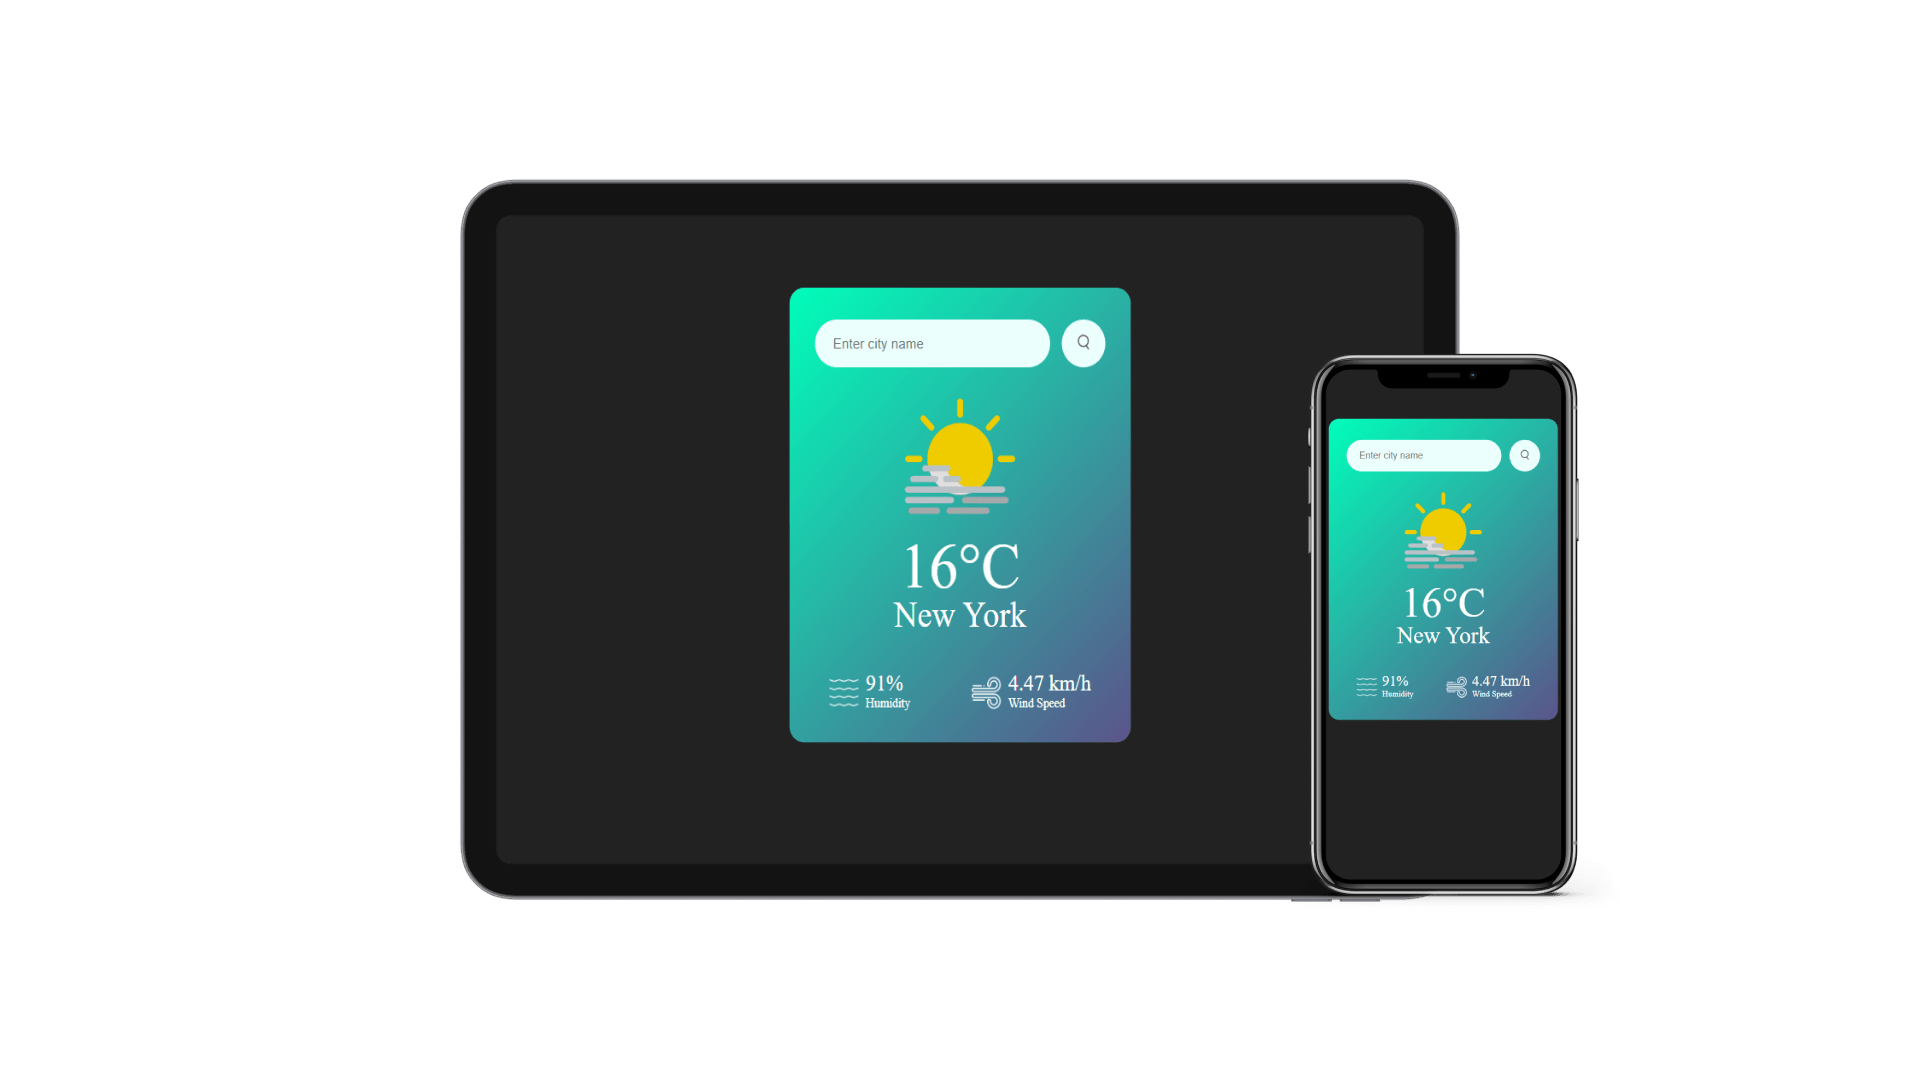 Enter city name
16°C
New York
91%
Humidity
4.47 km/h
Wind Speed
Enter city name
16°C
New York
91%
Humidity
4.47 km/h
Wind Speed